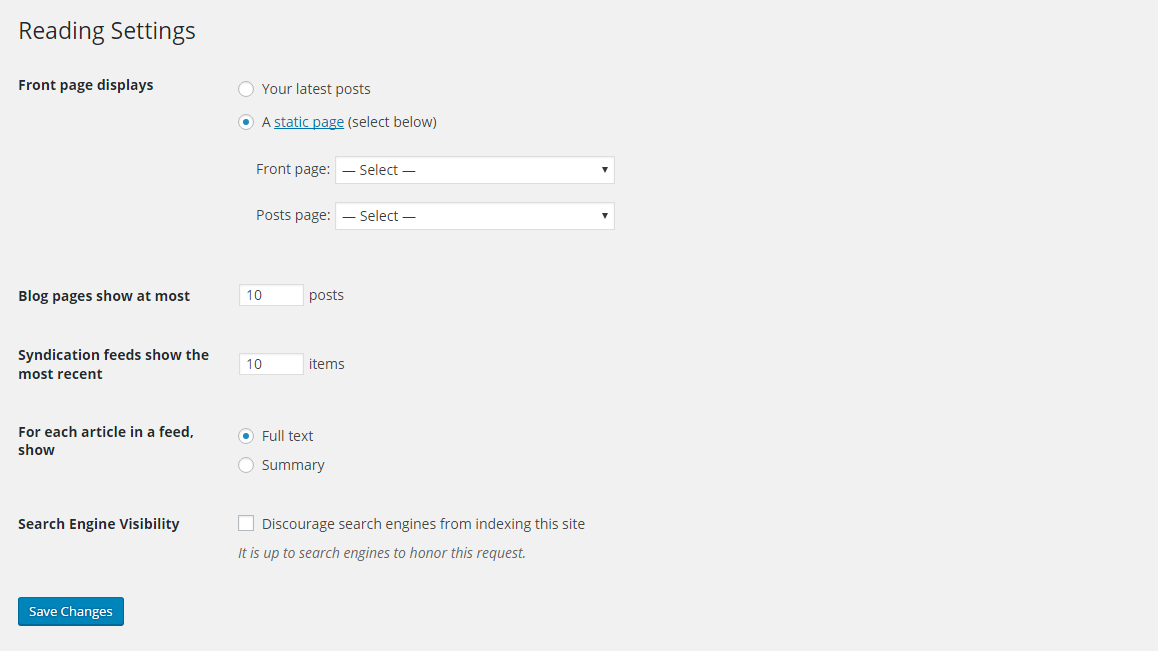 Reading Settings
Front page displays
Your latest posts
A static page (select below)
Front page: — Select —
Posts page: — Select —
Blog pages show at most
10 posts
Syndication feeds show the
most recent
10 items
For each article in a feed,
show
Full text
Summary
Search Engine Visibility
Discourage search engines from indexing this site
It is up to search engines to honor this request.
Save Changes